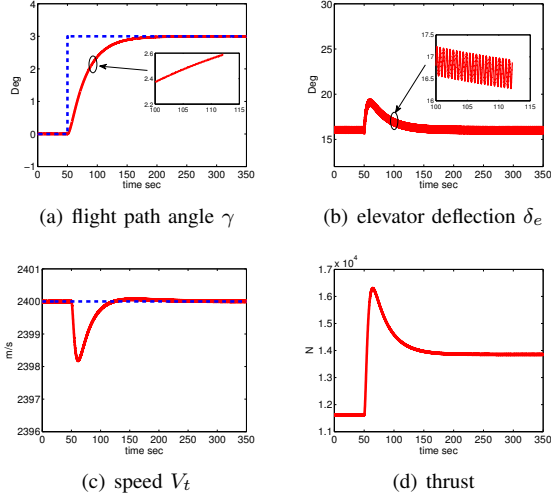 4
3
2
1
0
−1
Deg
0 50 100 150 200 250 300 350
time sec
2.6
2.4
2.2
100 105 110 115
(a) flight path angle γ
30
25
20
15
Deg
0 50 100 150 200 250 300 350
time sec
17.5
17
16.5
16
100 105 110 115
(b) elevator deflection δe
2401
2400
2399
2398
2397
2396
m/s
0 50 100 150 200 250 300 350
time sec
(c) speed Vt
x 10⁴
1.7
1.6
1.5
1.4
1.3
1.2
1.1
N
0 50 100 150 200 250 300 350
time sec
(d) thrust